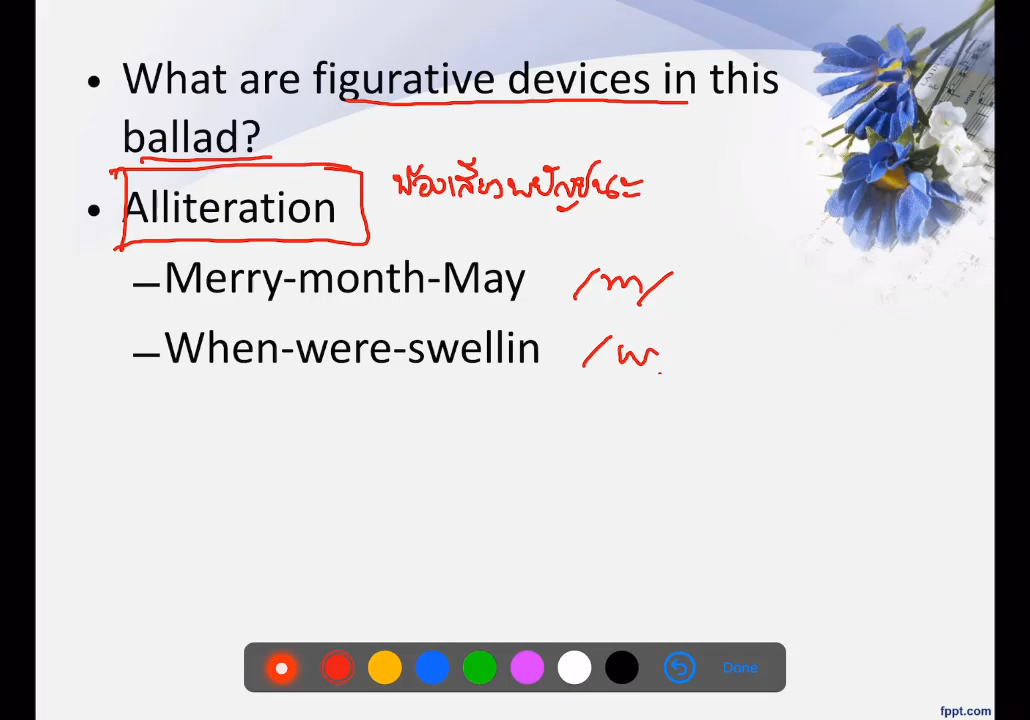 • What are figurative devices in this
ballad?
• Alliteration พ้องเสียงพยัญชนะ
–Merry-month-May /m/
–When-were-swellin /w
Done
fppt.com